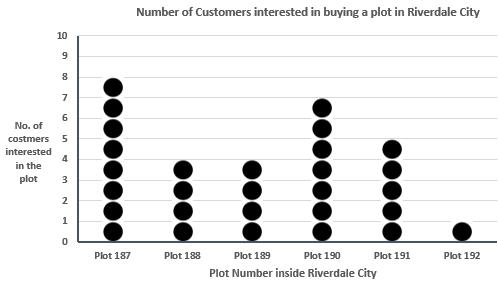 Number of Customers interested in buying a plot in Riverdale City
10
9
8
7
6
5
4
3
2
1
0
No. of
costmers
interested
in the
plot
Plot 187 Plot 188 Plot 189 Plot 190 Plot 191 Plot 192
Plot Number inside Riverdale City